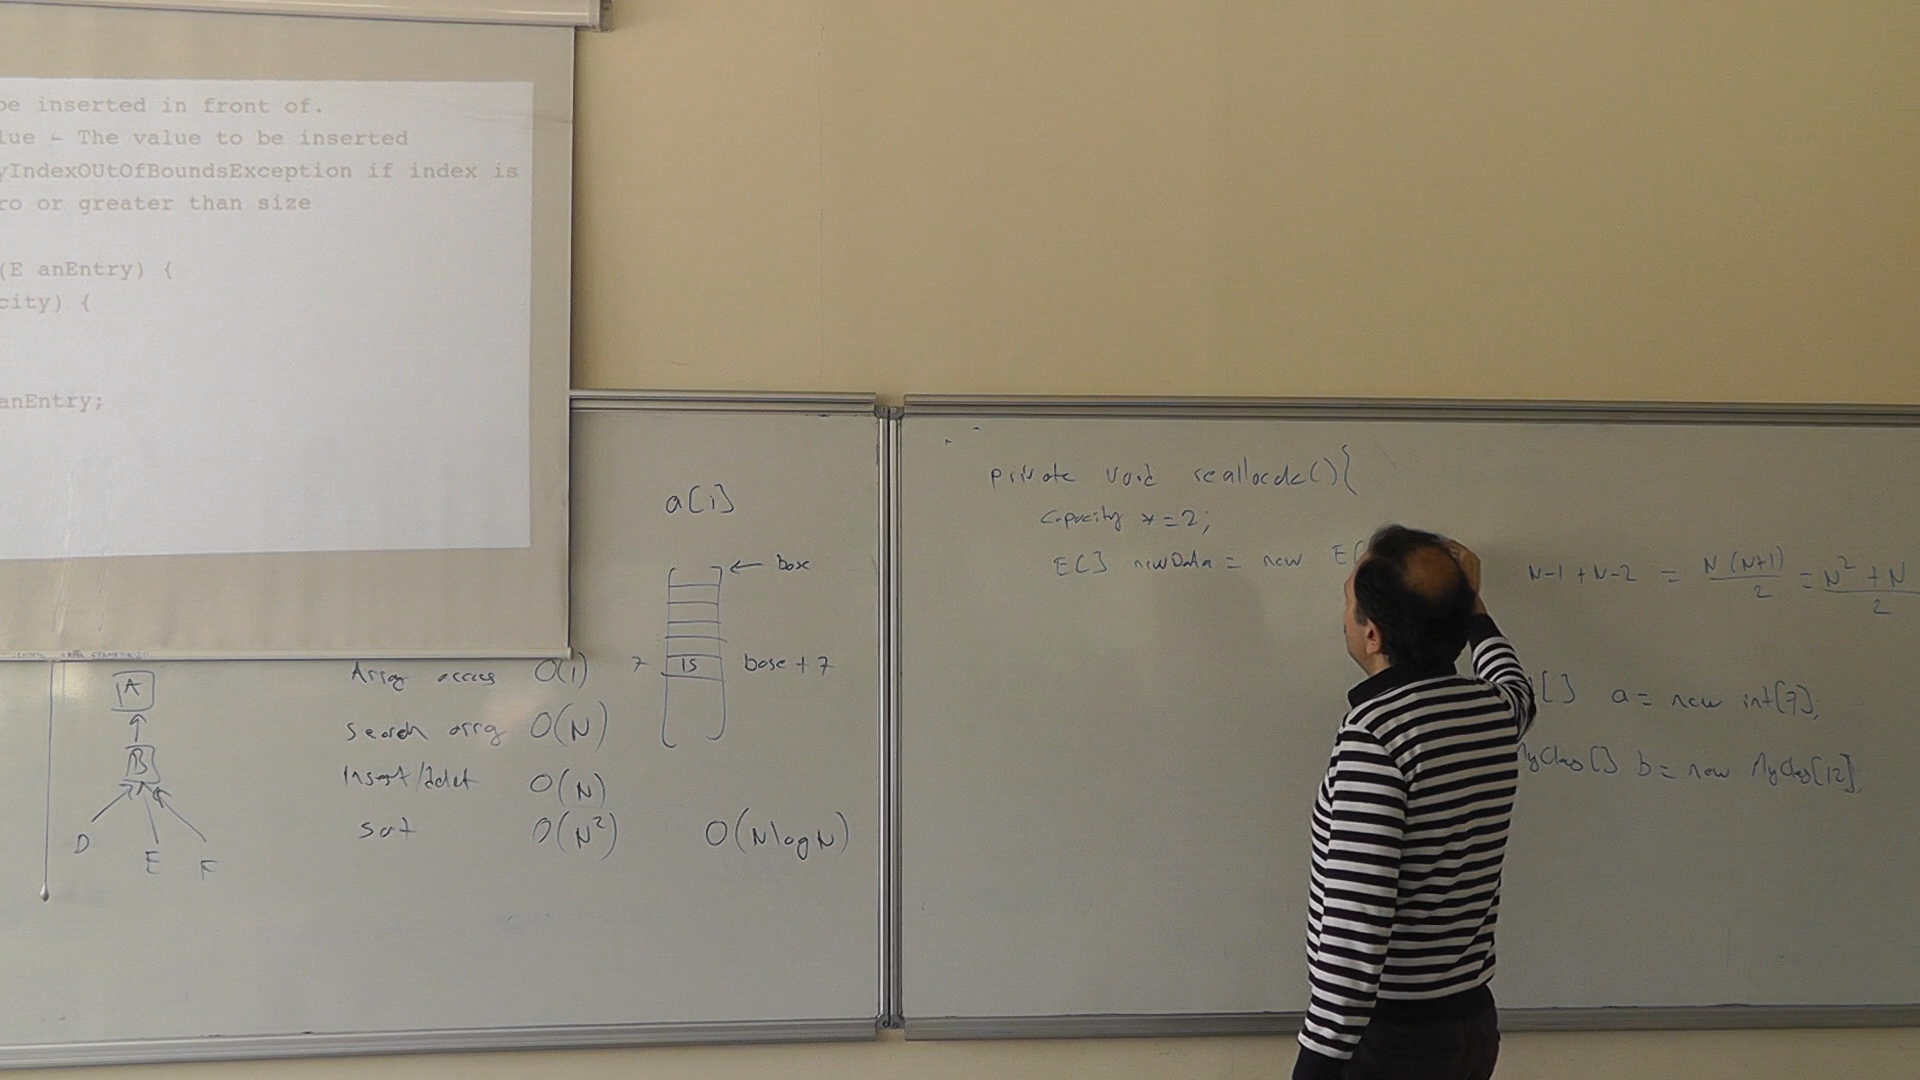 be inserted in front of.
lue - The value to be inserted
yIndexOUtOfBoundsException if index is
ro or greater than size
(E anEntry) {
city) {
anEntry;
A
B
D
E
F
Array access O(1)
search array O(N)
Insert/delet O(N)
sort O(N²) O(N log N)
a[i]
← base
7 15 base + 7
private void reallocate(){
capacity *=2;
E[] newData = new E[
N-1 + N-2 = N(N+1)/2 = N² + N/2
[] a = new int[7];
MyClass[] b = new MyClass[12];